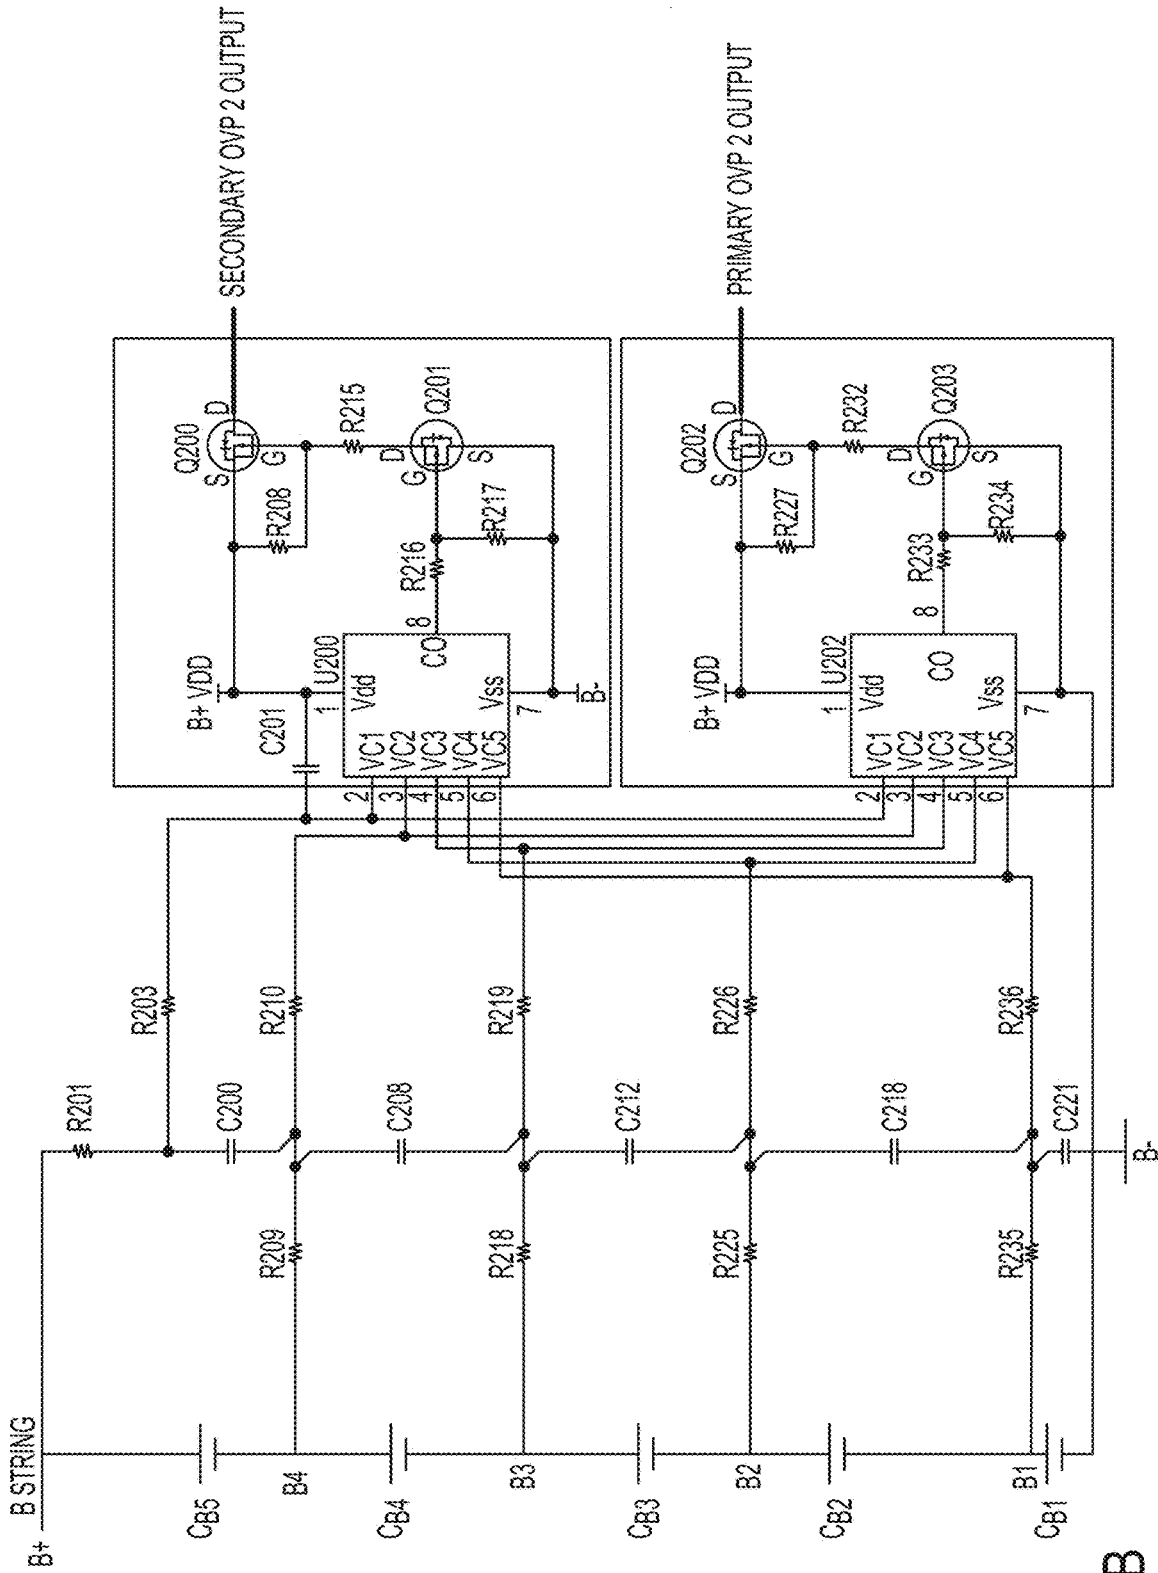 B STRING
B+
R201
R203
C200
R209
R210
C208
R218
R219
C212
R225
R226
C218
R235
R236
C221
B-
CB5
B4
CB4
B3
CB3
B2
CB2
B1
CB1
B+ VDD
C201
U200
1
Vdd
2
VC1
3
VC2
4
VC3
5
VC4
6
VC5
Vss
7
B-
CO
8
R216
R217
R208
S
Q200
D
G
R215
D
G
S
Q201
SECONDARY OVP 2 OUTPUT
B+ VDD
U202
1
Vdd
2
VC1
3
VC2
4
VC3
5
VC4
6
VC5
Vss
7
CO
8
R233
R234
R227
S
Q202
D
G
R232
D
G
S
Q203
PRIMARY OVP 2 OUTPUT
B